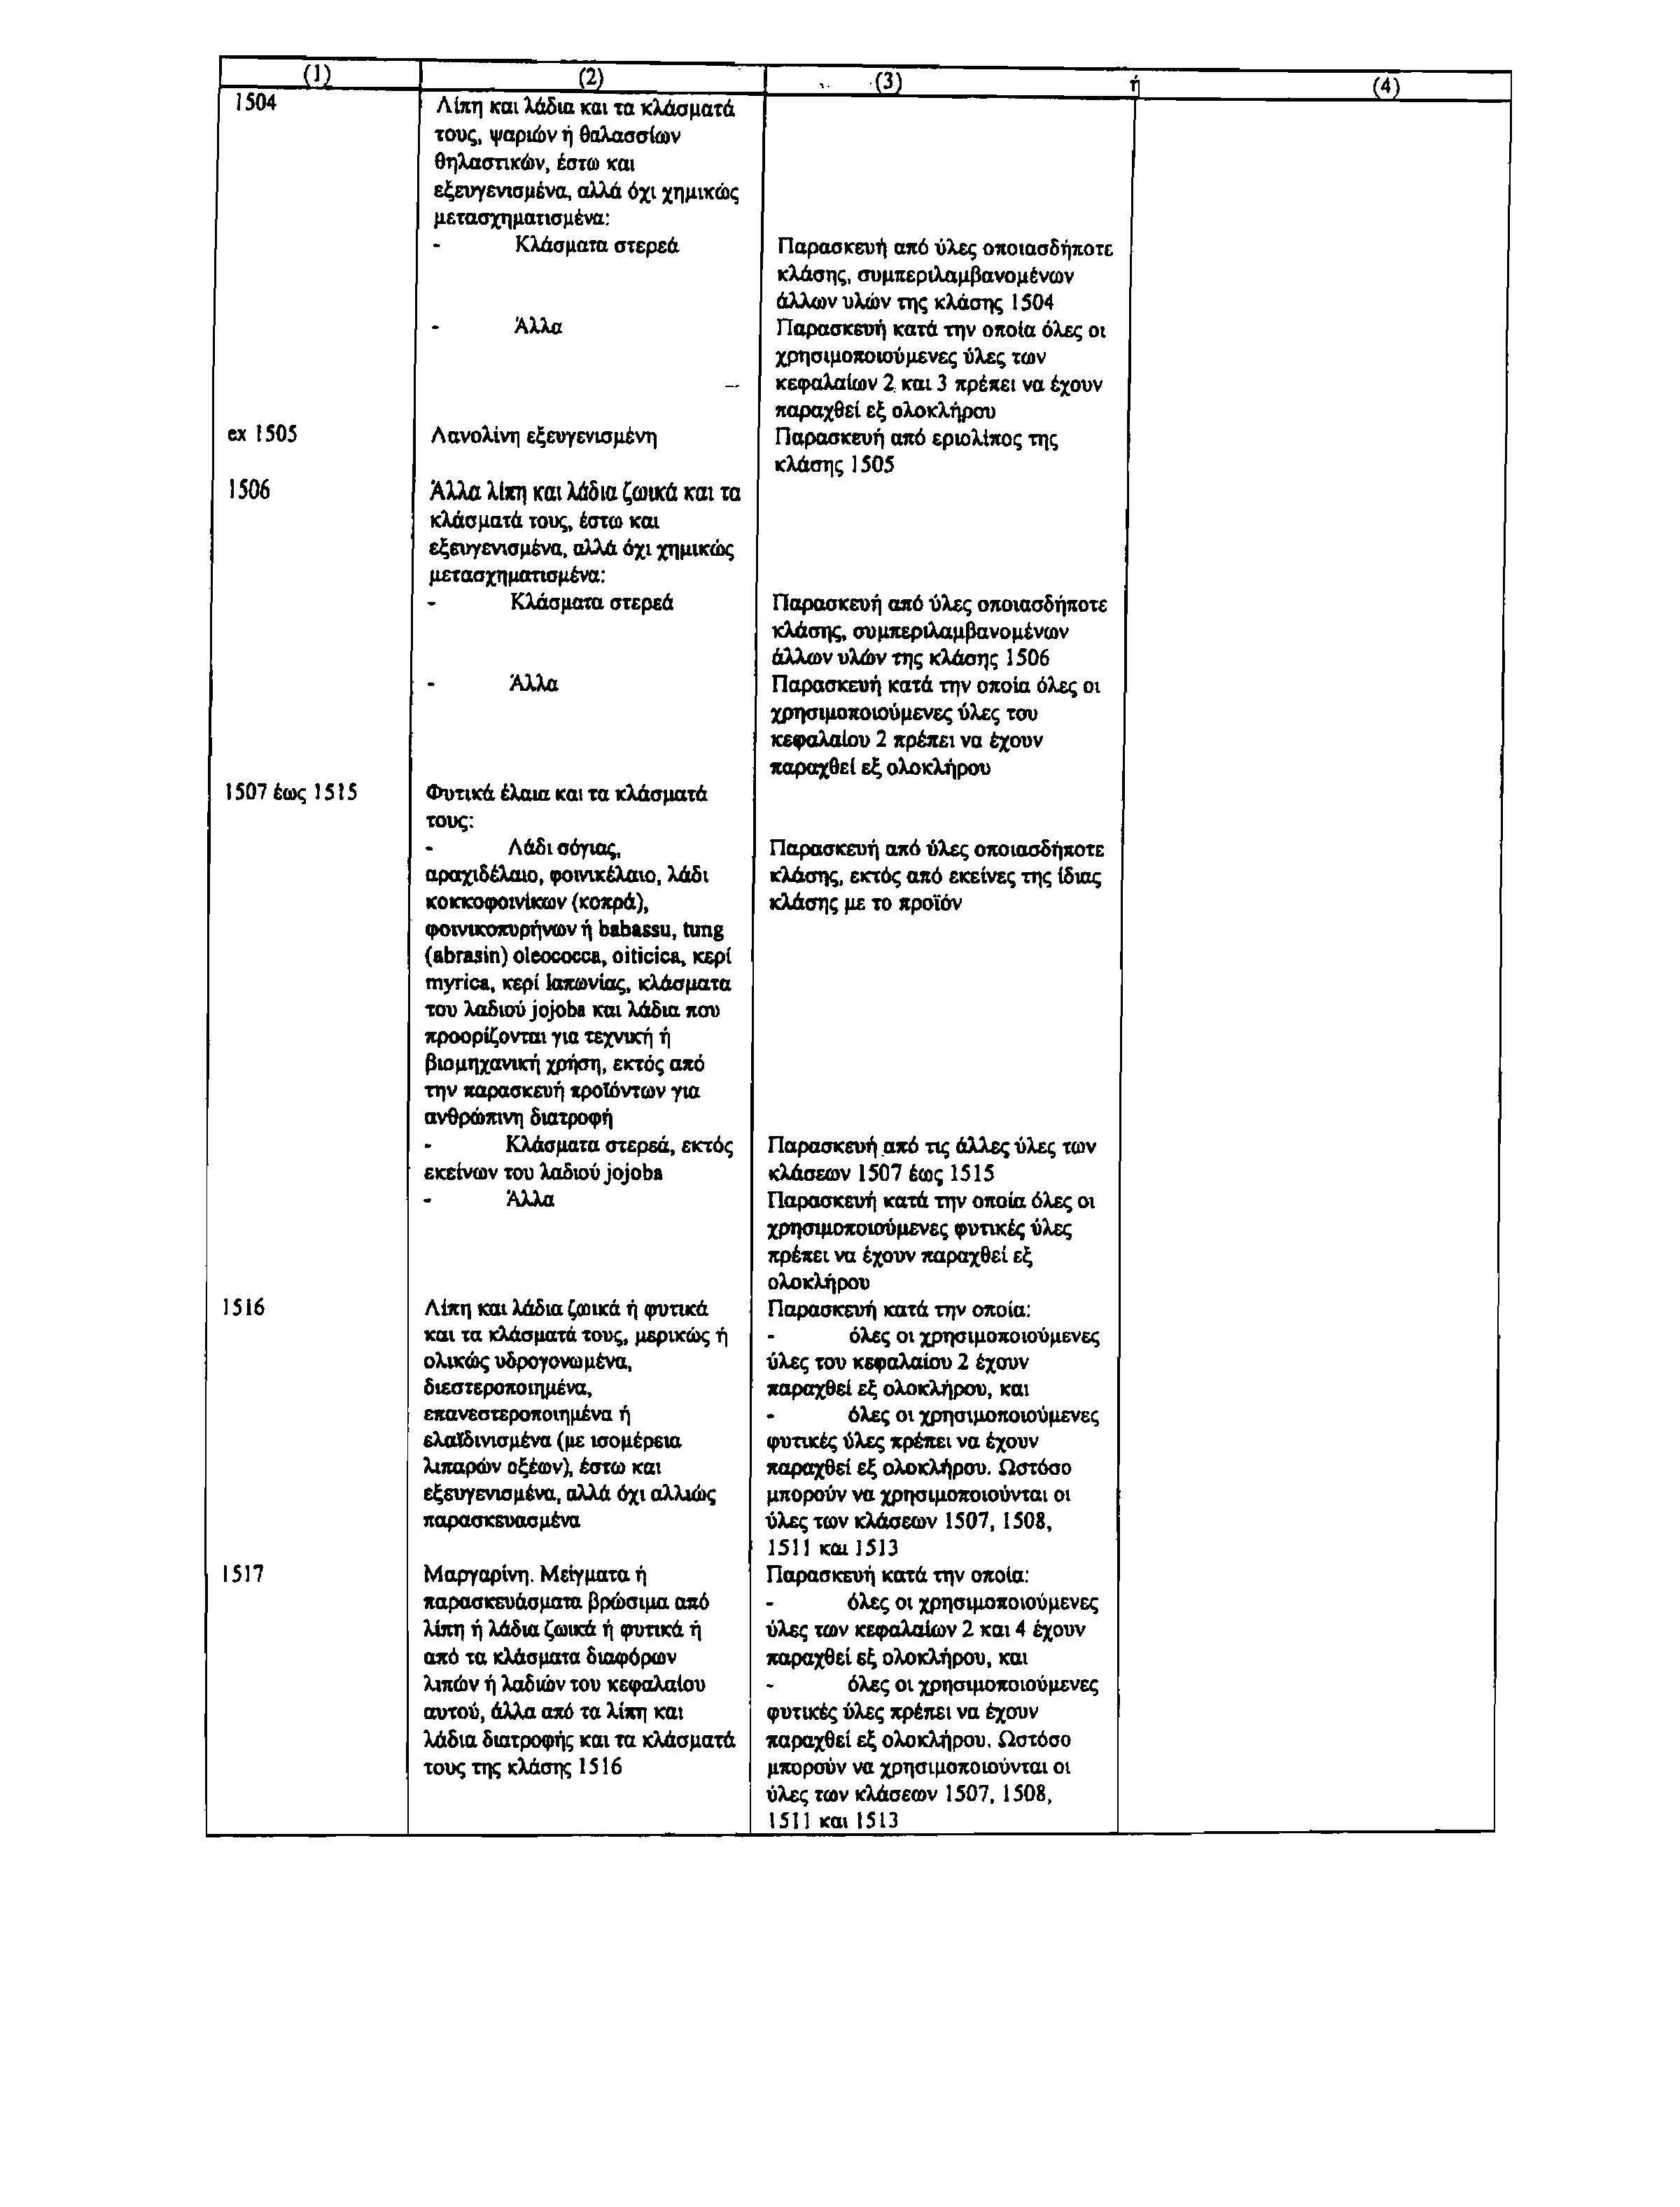 (1) (2) (3) ή (4)
1504 Λίπη και λάδια και τα κλάσματά
τους, ψαριών ή θαλασσίων
θηλαστικών, έστω και
εξευγενισμένα, αλλά όχι χημικώς
μετασχηματισμένα:
- Κλάσματα στερεά Παρασκευή από ύλες οποιασδήποτε
κλάσης, συμπεριλαμβανομένων
άλλων υλών της κλάσης 1504
- Άλλα Παρασκευή κατά την οποία όλες οι
χρησιμοποιούμενες ύλες των
κεφαλαίων 2 και 3 πρέπει να έχουν
παραχθεί εξ ολοκλήρου
ex 1505 Λανολίνη εξευγενισμένη Παρασκευή από εριολίπος της
κλάσης 1505
1506 Άλλα λίπη και λάδια ζωικά και τα
κλάσματά τους, έστω και
εξευγενισμένα, αλλά όχι χημικώς
μετασχηματισμένα:
- Κλάσματα στερεά Παρασκευή από ύλες οποιασδήποτε
κλάσης, συμπεριλαμβανομένων
άλλων υλών της κλάσης 1506
- Άλλα Παρασκευή κατά την οποία όλες οι
χρησιμοποιούμενες ύλες του
κεφαλαίου 2 πρέπει να έχουν
παραχθεί εξ ολοκλήρου
1507 έως 1515 Φυτικά έλαια και τα κλάσματά
τους:
- Λάδι σόγιας, Παρασκευή από ύλες οποιασδήποτε
αραχιδέλαιο, φοινικέλαιο, λάδι κλάσης, εκτός από εκείνες της ίδιας
κοκκοφοινίκων (κοπρά), κλάσης με το προϊόν
φοινικοπυρήνων ή babassu, tung
(abrasin) oleococca, oiticica, κερί
myrica, κερί Ιαπωνίας, κλάσματα
του λαδιού jojoba και λάδια που
προορίζονται για τεχνική ή
βιομηχανική χρήση, εκτός από
την παρασκευή προϊόντων για
ανθρώπινη διατροφή
- Κλάσματα στερεά, εκτός Παρασκευή από τις άλλες ύλες των
εκείνων του λαδιού jojoba κλάσεων 1507 έως 1515
- Άλλα Παρασκευή κατά την οποία όλες οι
χρησιμοποιούμενες φυτικές ύλες
πρέπει να έχουν παραχθεί εξ
ολοκλήρου
1516 Λίπη και λάδια ζωικά ή φυτικά Παρασκευή κατά την οποία:
και τα κλάσματά τους, μερικώς ή - όλες οι χρησιμοποιούμενες
ολικώς υδρογονωμένα, ύλες του κεφαλαίου 2 έχουν
διεστεροποιημένα, παραχθεί εξ ολοκλήρου, και
επανεστεροποιημένα ή - όλες οι χρησιμοποιούμενες
ελαϊδινισμένα (με ισομέρεια φυτικές ύλες πρέπει να έχουν
λιπαρών οξέων), έστω και παραχθεί εξ ολοκλήρου. Ωστόσο
εξευγενισμένα, αλλά όχι αλλιώς μπορούν να χρησιμοποιούνται οι
παρασκευασμένα ύλες των κλάσεων 1507, 1508,
1511 και 1513
1517 Μαργαρίνη. Μείγματα ή Παρασκευή κατά την οποία:
παρασκευάσματα βρώσιμα από - όλες οι χρησιμοποιούμενες
λίπη ή λάδια ζωικά ή φυτικά ή ύλες των κεφαλαίων 2 και 4 έχουν
από τα κλάσματα διαφόρων παραχθεί εξ ολοκλήρου, και
λιπών ή λαδιών του κεφαλαίου - όλες οι χρησιμοποιούμενες
αυτού, άλλα από τα λίπη και φυτικές ύλες πρέπει να έχουν
λάδια διατροφής και τα κλάσματά παραχθεί εξ ολοκλήρου. Ωστόσο
τους της κλάσης 1516 μπορούν να χρησιμοποιούνται οι
ύλες των κλάσεων 1507, 1508,
1511 και 1513